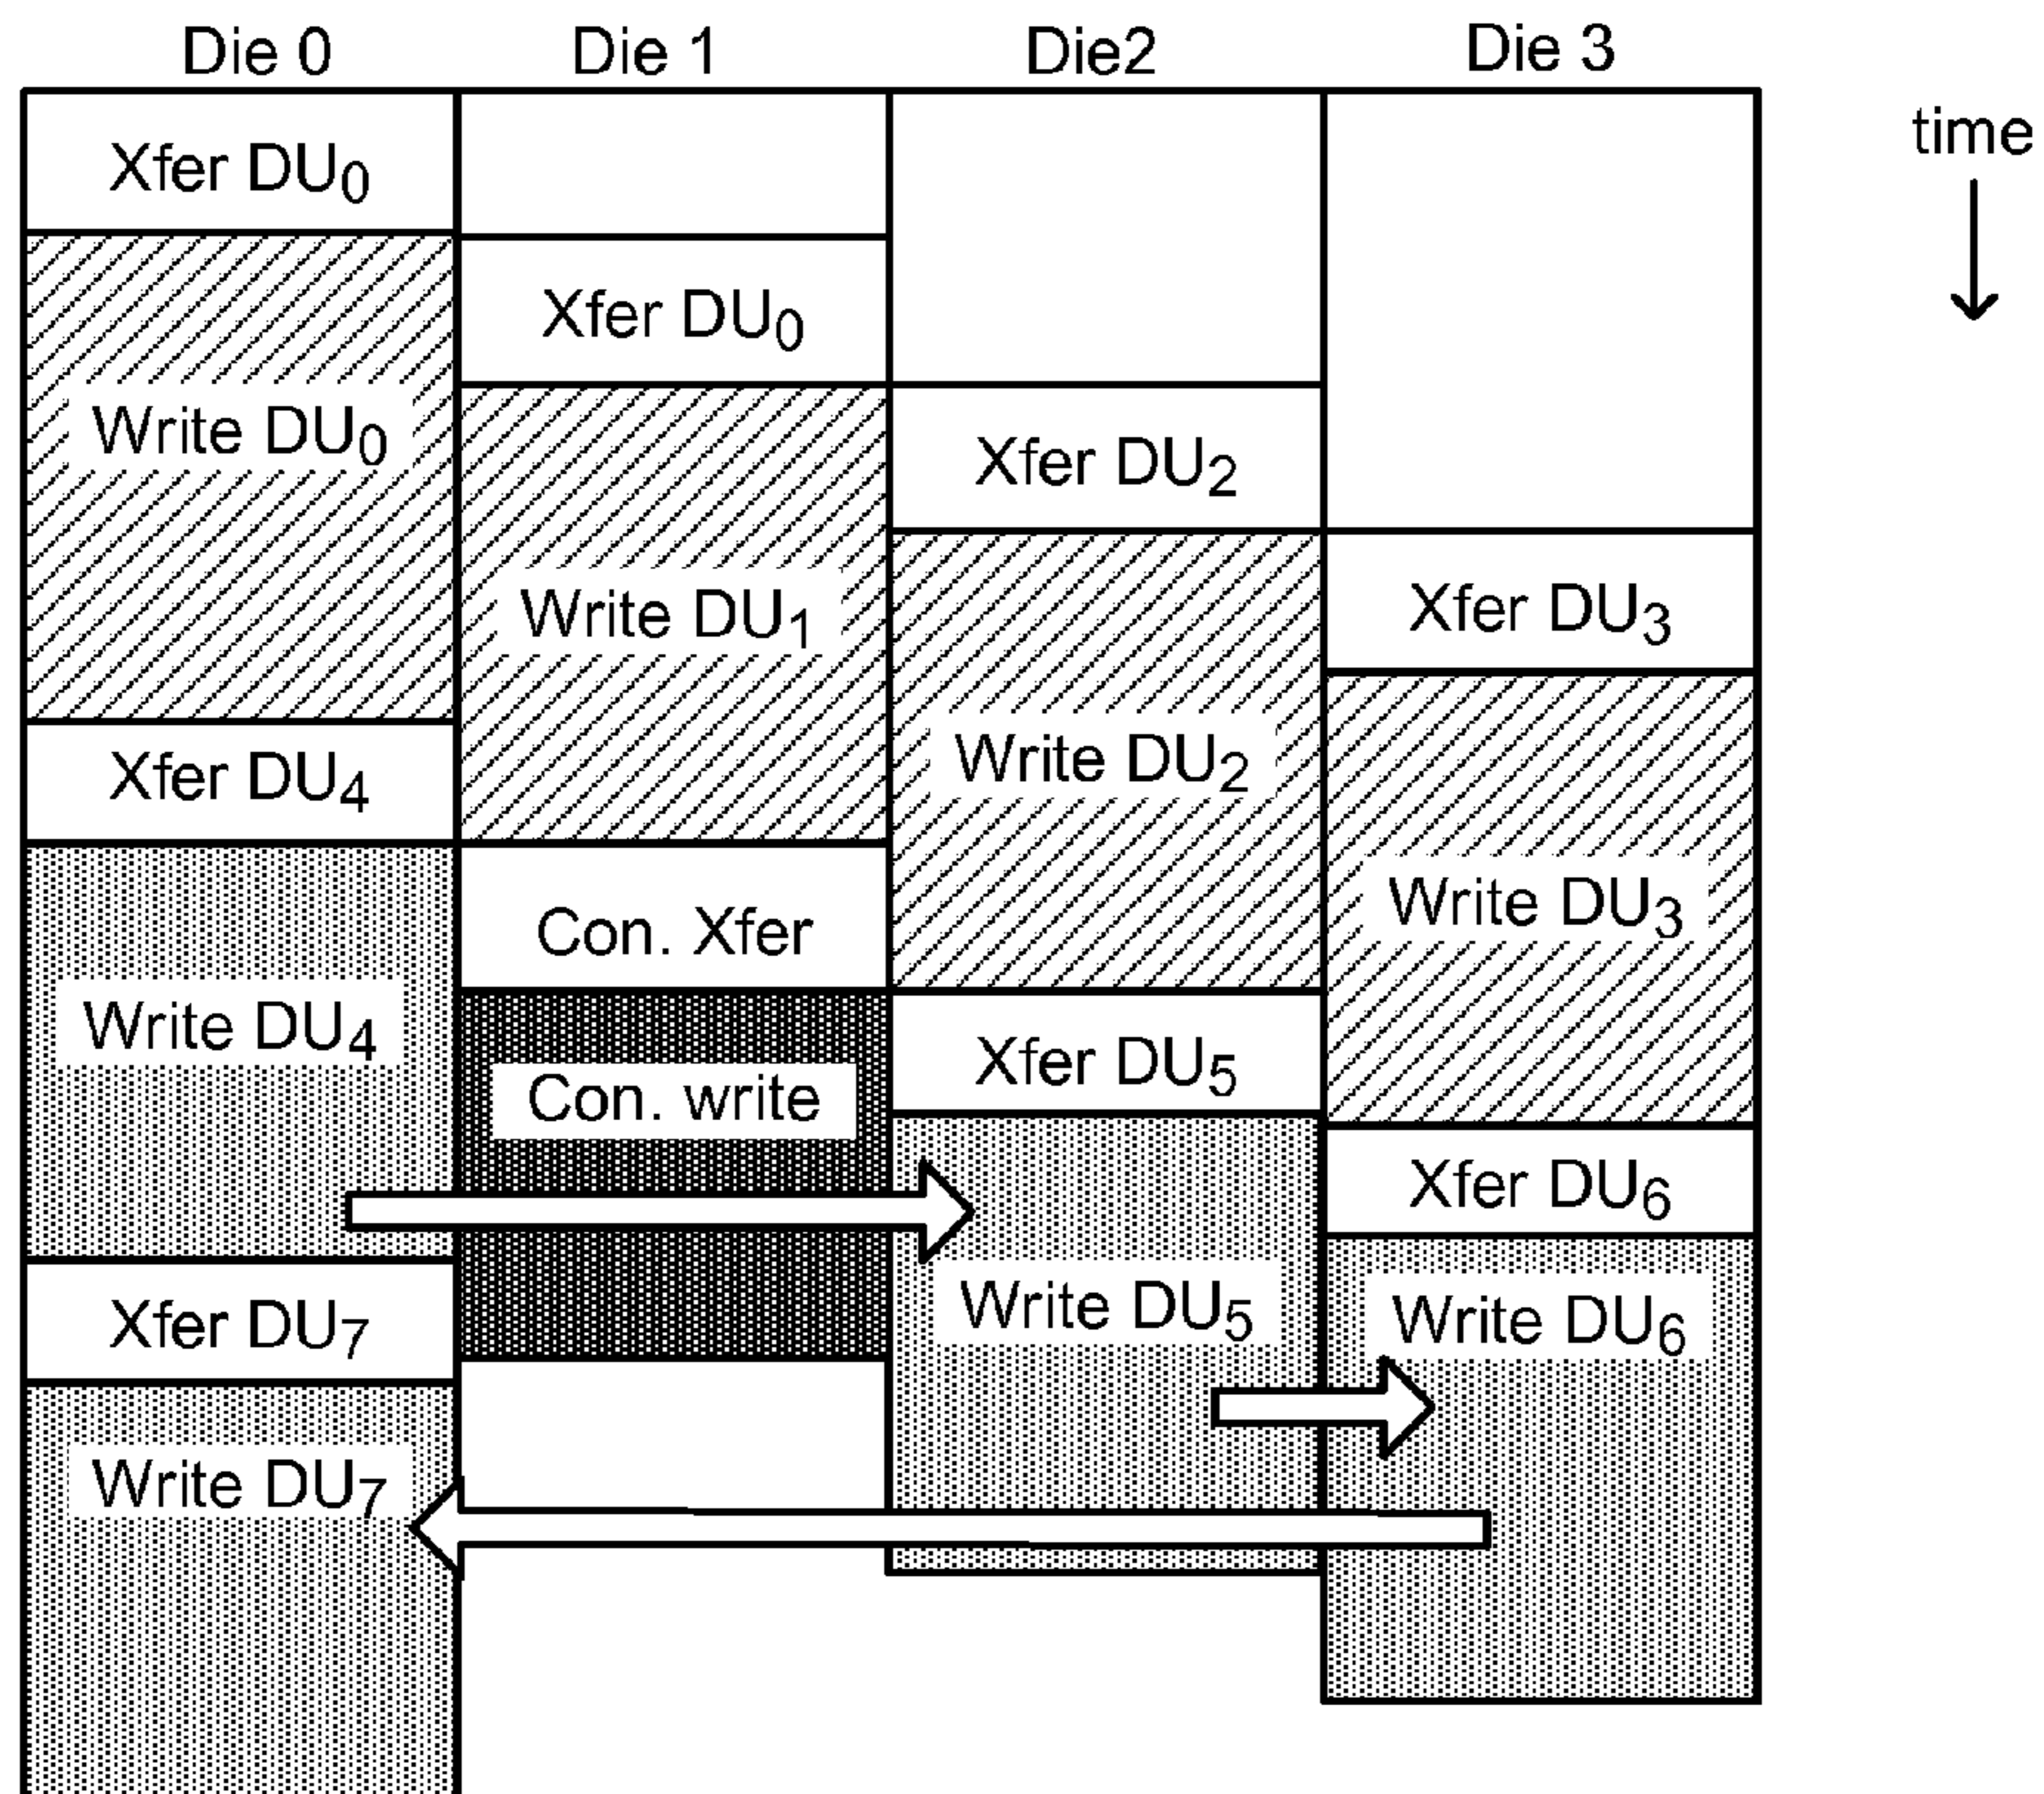 Die 0 Die 1 Die2 Die 3
time
Xfer DU0
Xfer DU0
Write DU0
Xfer DU2
Write DU1
Xfer DU3
Write DU2
Xfer DU4
Write DU3
Con. Xfer
Write DU4
Xfer DU5
Con. write
Xfer DU6
Write DU5
Xfer DU7
Write DU6
Write DU7